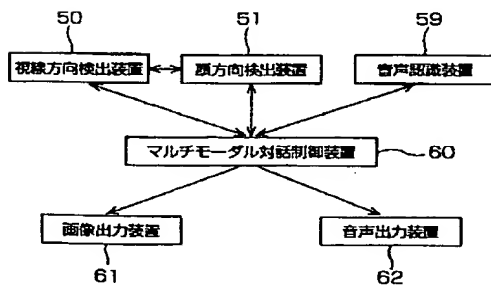 50
51
59
視線方向検出装置
顔方向検出装置
音声認識装置
マルチモーダル対話制御装置
60
画像出力装置
音声出力装置
61
62